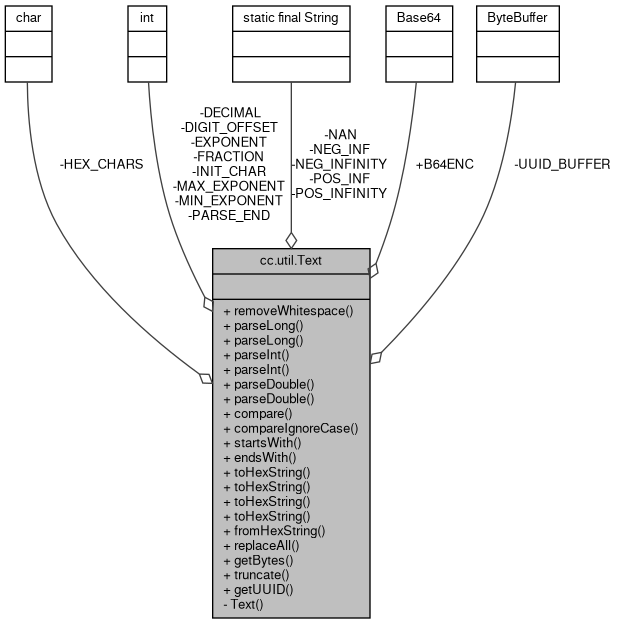 char
int
static final String
Base64
ByteBuffer
-HEX_CHARS
-DECIMAL
-DIGIT_OFFSET
-EXPONENT
-FRACTION
-INIT_CHAR
-MAX_EXPONENT
-MIN_EXPONENT
-PARSE_END
-NAN
-NEG_INF
-NEG_INFINITY
-POS_INF
-POS_INFINITY
+B64ENC
-UUID_BUFFER
cc.util.Text
+ removeWhitespace()
+ parseLong()
+ parseLong()
+ parseInt()
+ parseInt()
+ parseDouble()
+ parseDouble()
+ compare()
+ compareIgnoreCase()
+ startsWith()
+ endsWith()
+ toHexString()
+ toHexString()
+ toHexString()
+ toHexString()
+ fromHexString()
+ replaceAll()
+ getBytes()
+ truncate()
+ getUUID()
- Text()